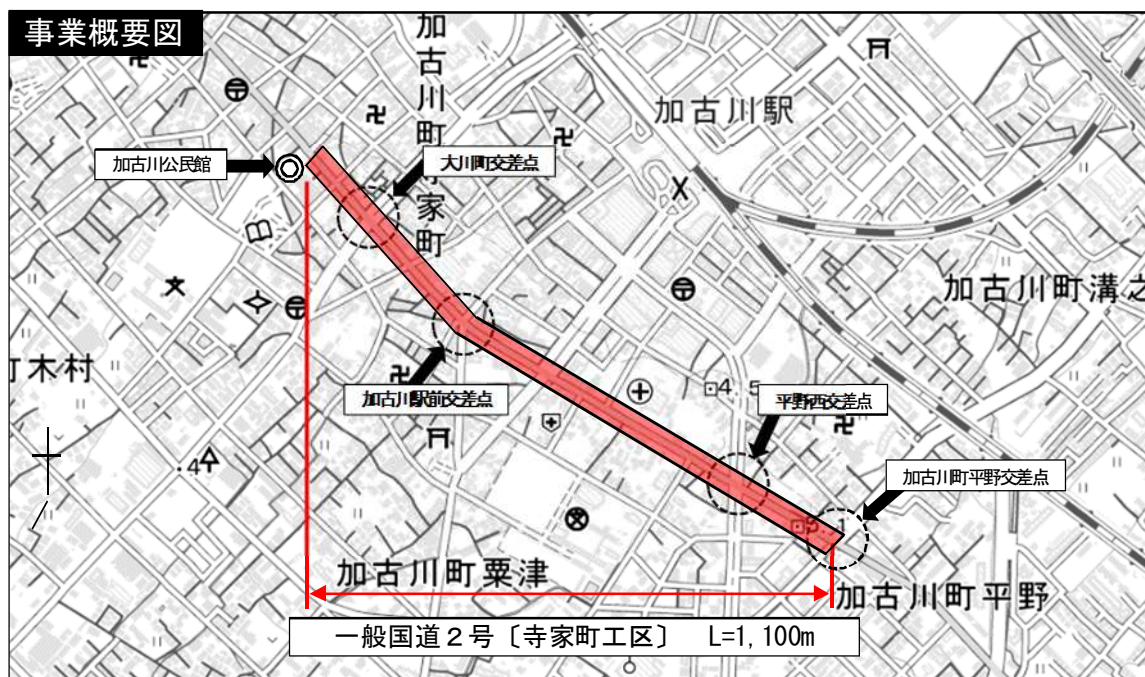 事業概要図
加古川町寺家町
加古川駅
加古川公民館
大川町交差点
加古川町溝之
町木村
加古川駅前交差点
4 5
平野西交差点
.4
加古川町平野交差点
加古川町粟津
加古川町平野
一般国道２号〔寺家町工区〕 L=1,100m